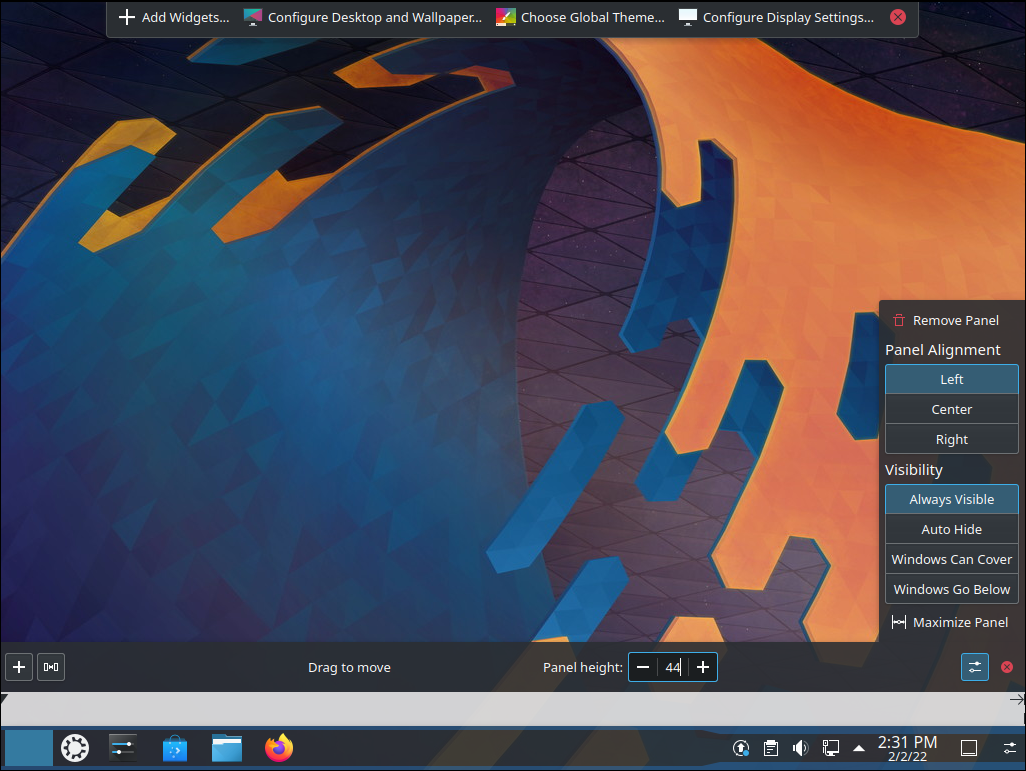 Add Widgets... Configure Desktop and Wallpaper... Choose Global Theme... Configure Display Settings...
Remove Panel
Panel Alignment
Left
Center
Right
Visibility
Always Visible
Auto Hide
Windows Can Cover
Windows Go Below
Maximize Panel
Drag to move Panel height: 44
2:31 PM
2/2/22